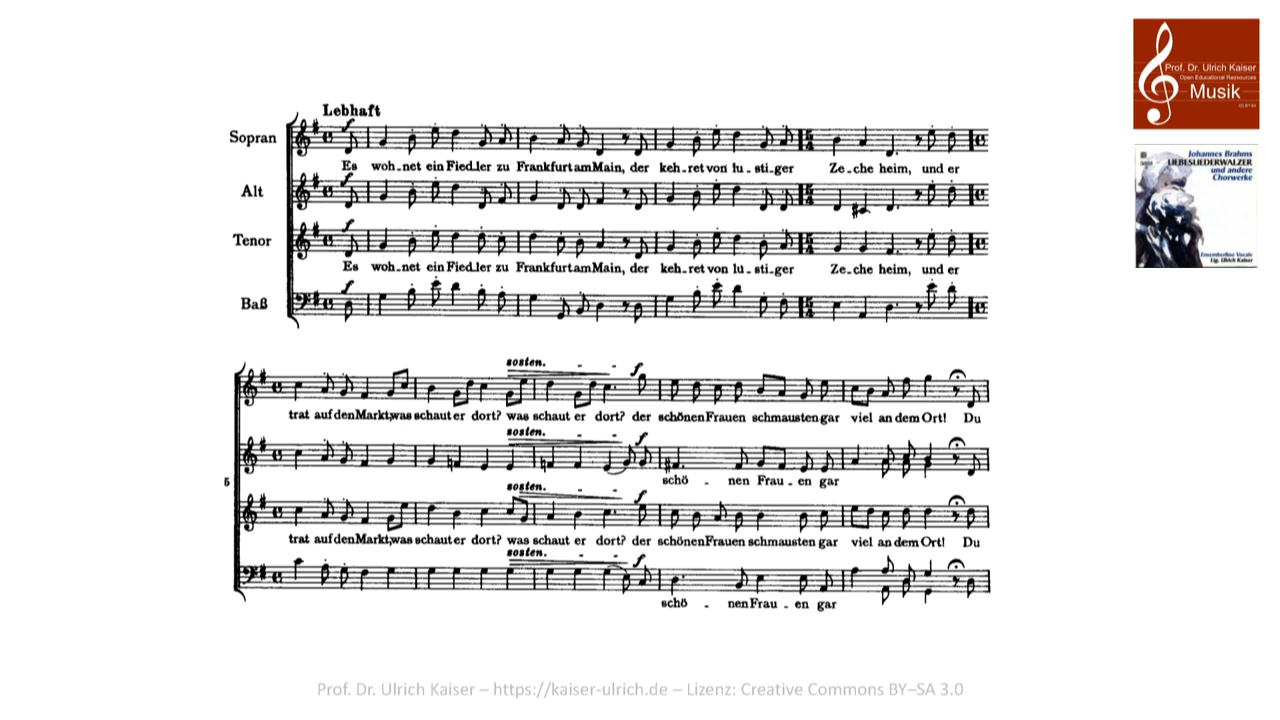 Lebhaft
Sopran
Es woh-net ein Fied-ler zu Frankfurt am Main, der keh-ret von lu-sti-ger Ze-che heim, und er
Alt
Tenor
Es woh-net ein Fied-ler zu Frankfurt am Main, der keh-ret von lu-sti-ger Ze-che heim, und er
Baß
sosten.
trat auf den Markt, was schaut er dort? was schaut er dort? der schönen Frauen schmausten gar viel an dem Ort! Du
sosten.
schö - nen Frau - en gar
5
sosten.
trat auf den Markt, was schaut er dort? was schaut er dort? der schönen Frauen schmausten gar viel an dem Ort! Du
sosten.
schö - nen Frau - en gar
Prof. Dr. Ulrich Kaiser
Open Educational Ressources
Musik
Johannes Brahms
LIEBESLIEDERWALZER
und andere
Chorwerke
Ltg. Ulrich Kaiser
Prof. Dr. Ulrich Kaiser – https://kaiser-ulrich.de – Lizenz: Creative Commons BY–SA 3.0